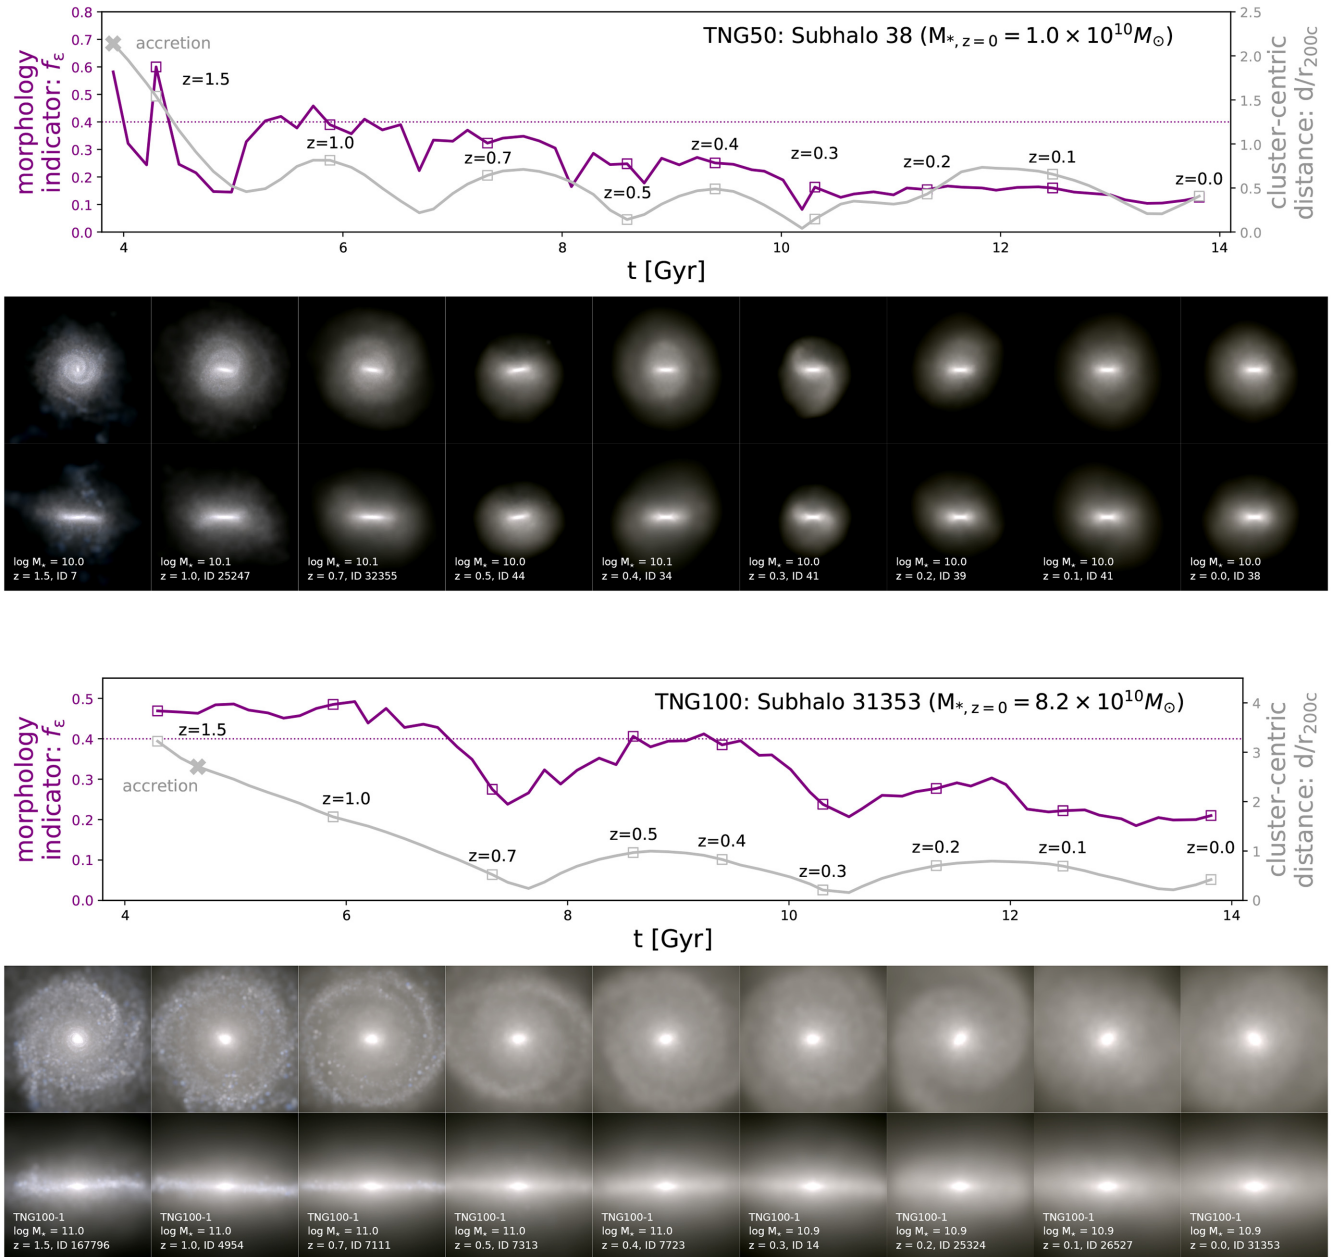 TNG50: Subhalo 38 (M*, z = 0 = 1.0 × 10¹⁰M⊙)
morphology
indicator: fε
0.8
0.7
0.6
0.5
0.4
0.3
0.2
0.1
0.0
accretion
z=1.5
z=1.0
z=0.7
z=0.5
z=0.4
z=0.3
z=0.2
z=0.1
z=0.0
2.5
2.0
1.5
1.0
0.5
0.0
cluster-centric
distance: d/r200c
4 6 8 10 12 14
t [Gyr]
log M* = 10.0
z = 1.5, ID 7
log M* = 10.1
z = 1.0, ID 25247
log M* = 10.1
z = 0.7, ID 32355
log M* = 10.0
z = 0.5, ID 44
log M* = 10.1
z = 0.4, ID 34
log M* = 10.0
z = 0.3, ID 41
log M* = 10.0
z = 0.2, ID 39
log M* = 10.0
z = 0.1, ID 41
log M* = 10.0
z = 0.0, ID 38
TNG100: Subhalo 31353 (M*, z = 0 = 8.2 × 10¹⁰M⊙)
morphology
indicator: fε
0.5
0.4
0.3
0.2
0.1
0.0
z=1.5
accretion
z=1.0
z=0.7
z=0.5
z=0.4
z=0.3
z=0.2
z=0.1
z=0.0
4
3
2
1
0
cluster-centric
distance: d/r200c
4 6 8 10 12 14
t [Gyr]
TNG100-1
log M* = 11.0
z = 1.5, ID 167796
TNG100-1
log M* = 11.0
z = 1.0, ID 4954
TNG100-1
log M* = 11.0
z = 0.7, ID 7111
TNG100-1
log M* = 11.0
z = 0.5, ID 7313
TNG100-1
log M* = 11.0
z = 0.4, ID 7723
TNG100-1
log M* = 10.9
z = 0.3, ID 14
TNG100-1
log M* = 10.9
z = 0.2, ID 25324
TNG100-1
log M* = 10.9
z = 0.1, ID 26527
TNG100-1
log M* = 10.9
z = 0.0, ID 31353